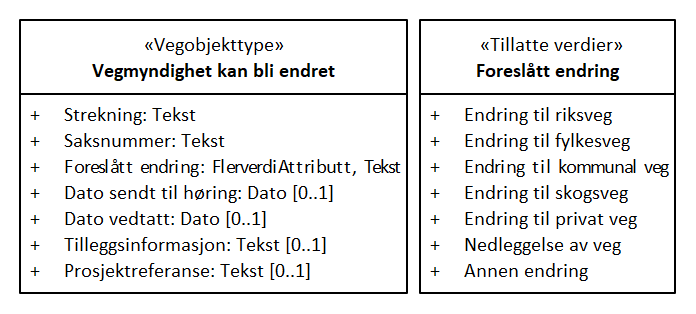 «Vegobjekttype»
Vegmyndighet kan bli endret
+ Strekning: Tekst
+ Saksnummer: Tekst
+ Foreslått endring: FlerverdiAttributt, Tekst
+ Dato sendt til høring: Dato [0..1]
+ Dato vedtatt: Dato [0..1]
+ Tilleggsinformasjon: Tekst [0..1]
+ Prosjektreferanse: Tekst [0..1]
«Tillatte verdier»
Foreslått endring
+ Endring til riksveg
+ Endring til fylkesveg
+ Endring til kommunal veg
+ Endring til skogsveg
+ Endring til privat veg
+ Nedleggelse av veg
+ Annen endring